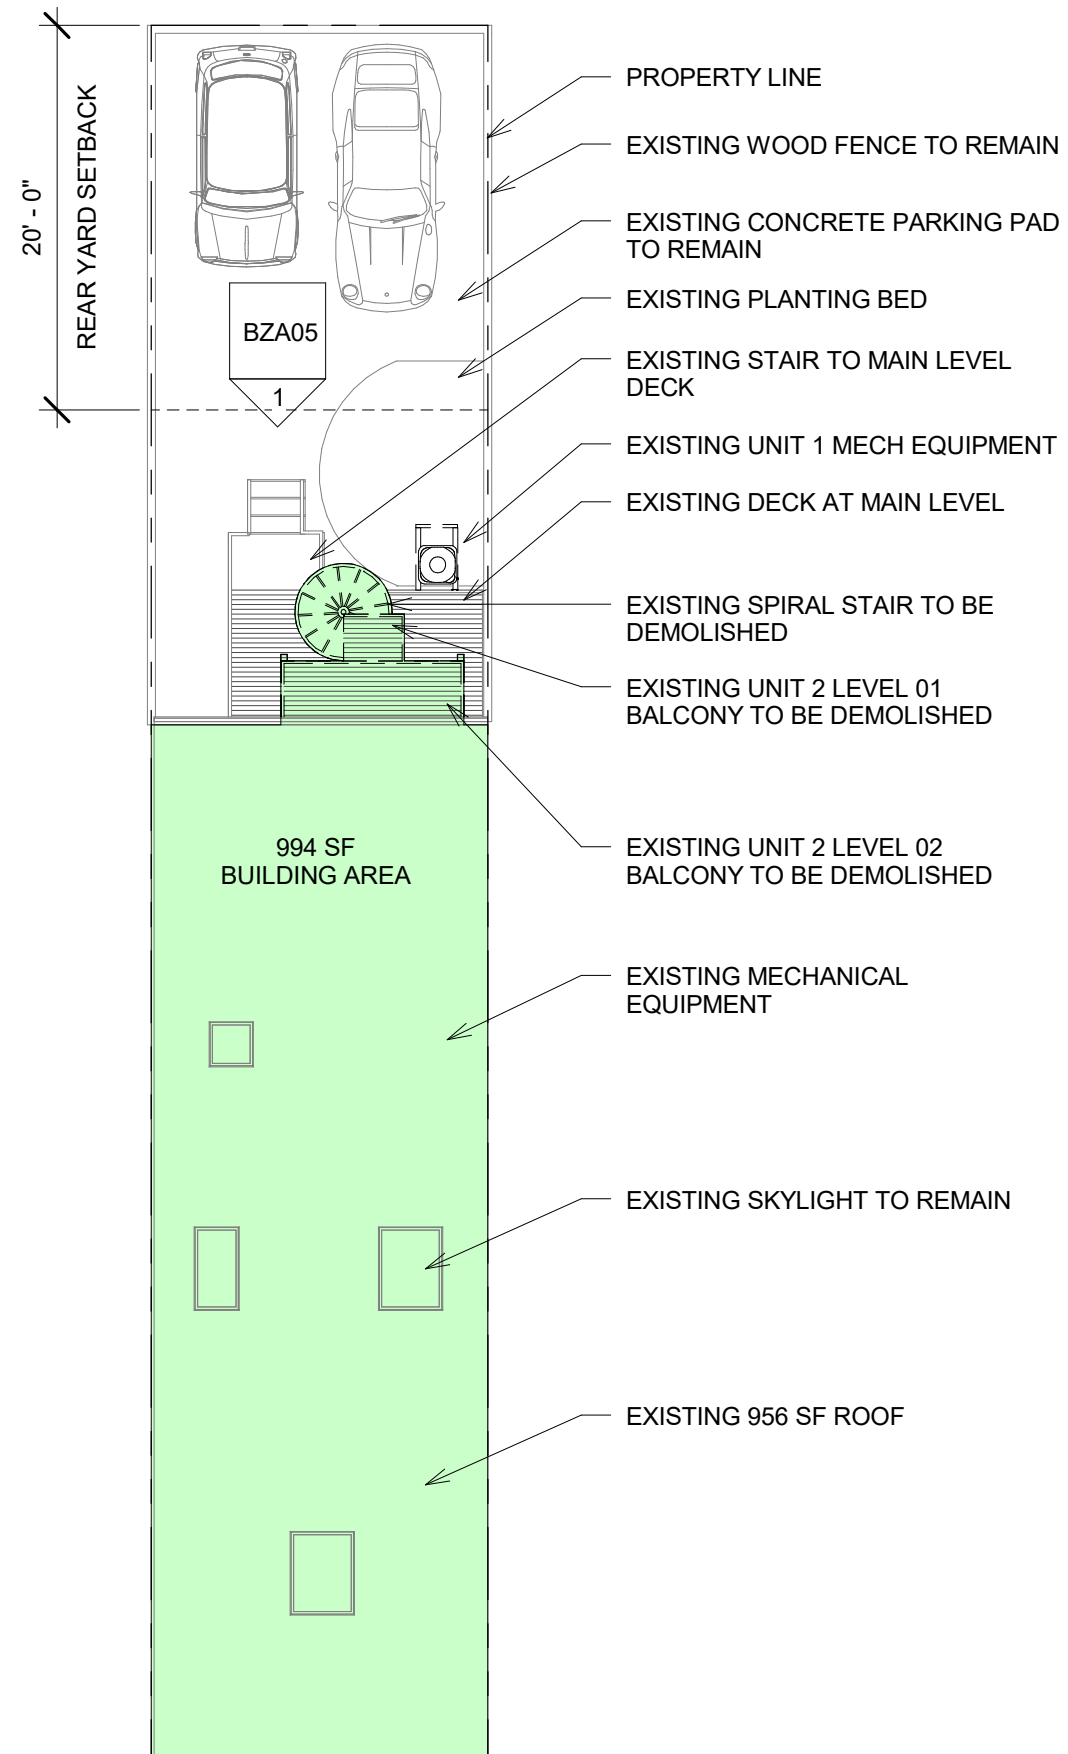 PROPERTY LINE
EXISTING WOOD FENCE TO REMAIN
20' - 0"
REAR YARD SETBACK
EXISTING CONCRETE PARKING PAD
TO REMAIN
EXISTING PLANTING BED
BZA05
1
EXISTING STAIR TO MAIN LEVEL
DECK
EXISTING UNIT 1 MECH EQUIPMENT
EXISTING DECK AT MAIN LEVEL
EXISTING SPIRAL STAIR TO BE
DEMOLISHED
EXISTING UNIT 2 LEVEL 01
BALCONY TO BE DEMOLISHED
994 SF
BUILDING AREA
EXISTING UNIT 2 LEVEL 02
BALCONY TO BE DEMOLISHED
EXISTING MECHANICAL
EQUIPMENT
EXISTING SKYLIGHT TO REMAIN
EXISTING 956 SF ROOF